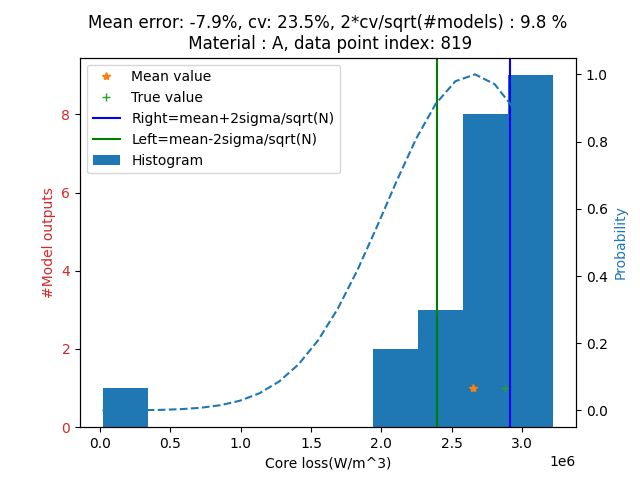 Mean error: -7.9%, cv: 23.5%, 2*cv/sqrt(#models) : 9.8 %
Material : A, data point index: 819
Mean value
True value
Right=mean+2sigma/sqrt(N)
Left=mean-2sigma/sqrt(N)
Histogram
#Model outputs
0
2
4
6
8
Probability
0.0
0.2
0.4
0.6
0.8
1.0
0.0 0.5 1.0 1.5 2.0 2.5 3.0
1e6
Core loss(W/m^3)